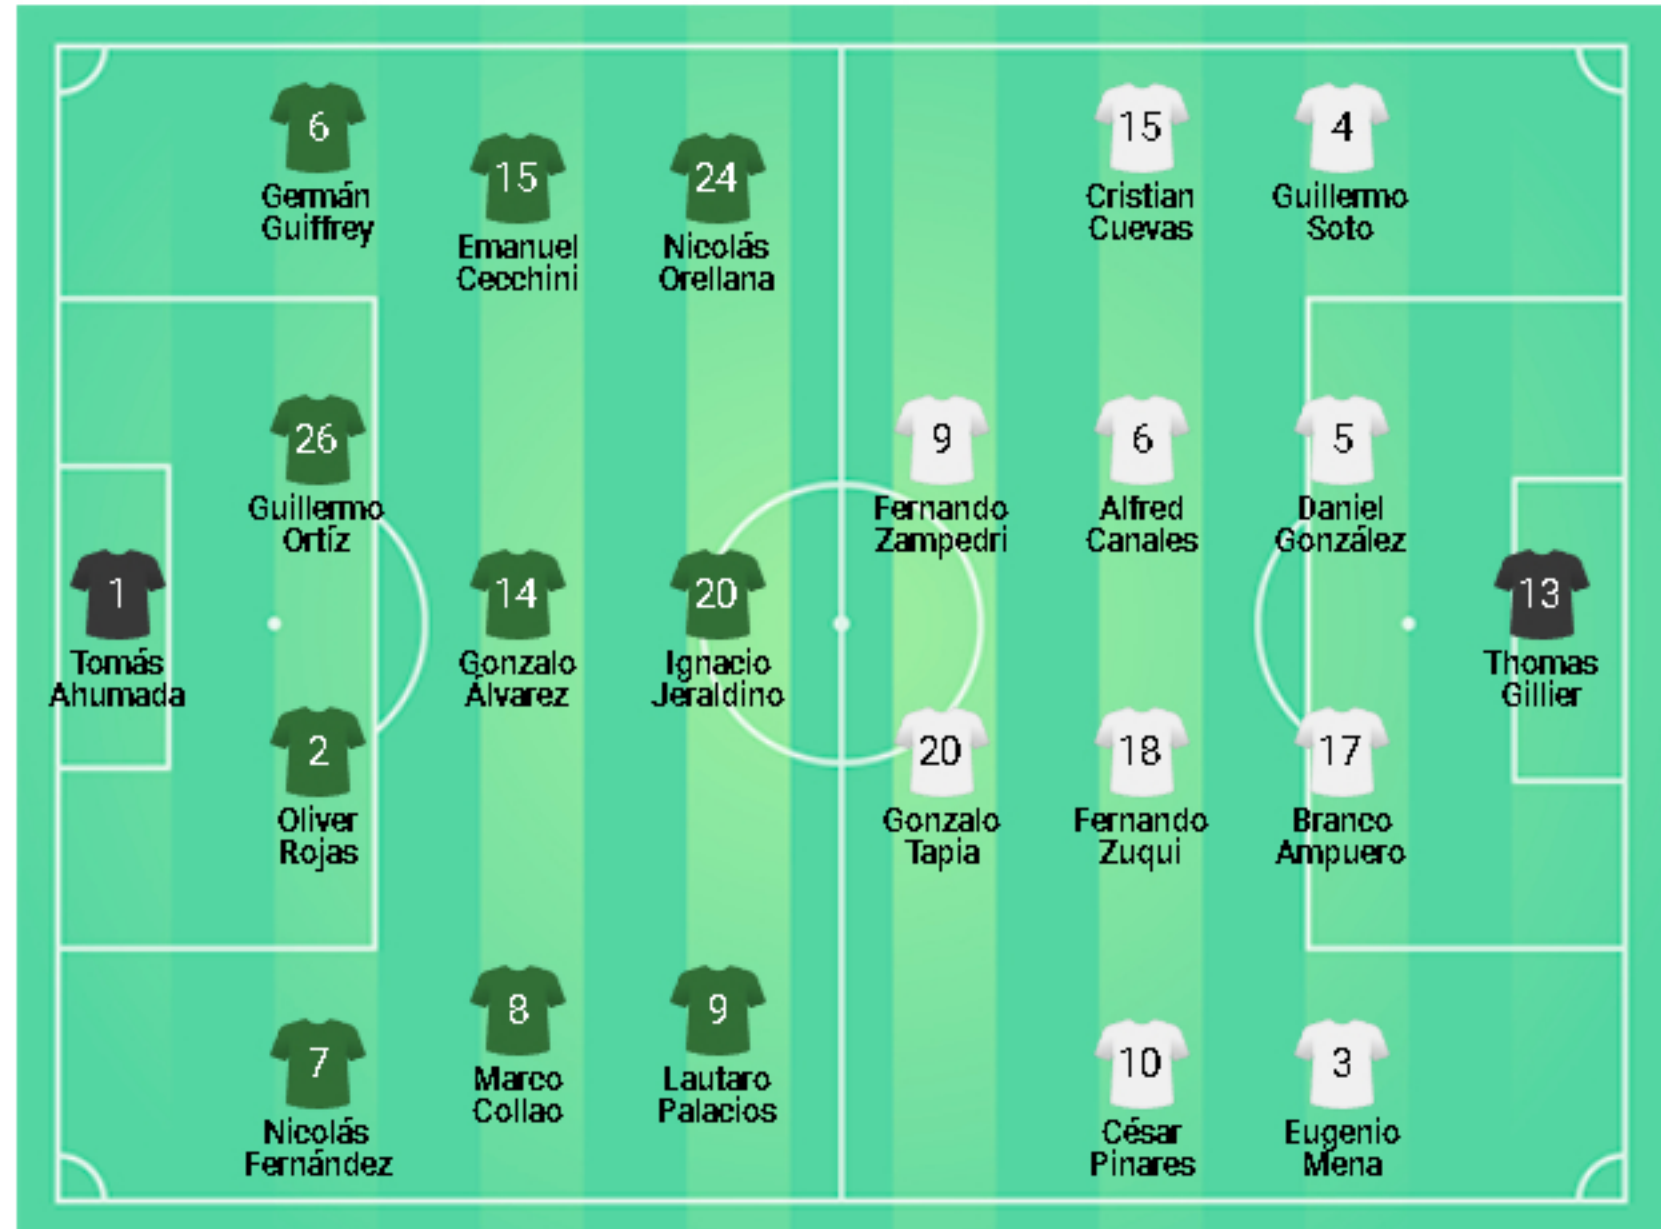 6
Germán
Guiffrey
15
Emanuel
Cecchini
24
Nicolás
Orellana
15
Cristian
Cuevas
4
Guillermo
Soto
26
Guillermo
Ortíz
9
Fernando
Zampedri
6
Alfred
Canales
5
Daniel
González
1
Tomás
Ahumada
14
Gonzalo
Álvarez
20
Ignacio
Jeraldino
13
Thomas
Gillier
2
Oliver
Rojas
20
Gonzalo
Tapia
18
Fernando
Zuqui
17
Branco
Ampuero
7
Nicolás
Fernández
8
Marco
Collao
9
Lautaro
Palacios
10
César
Pinares
3
Eugenio
Mena